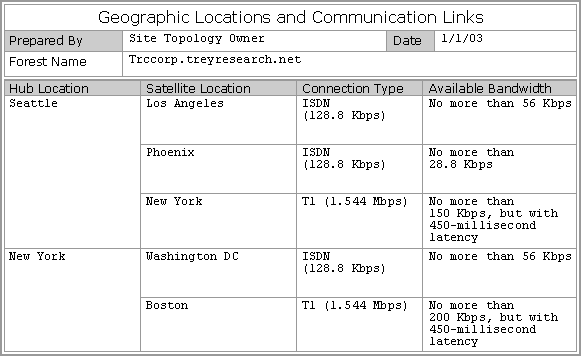 Geographic Locations and Communication Links
Prepared By Site Topology Owner Date 1/1/03
Forest Name Trccorp.treyresearch.net
Hub Location Satellite Location Connection Type Available Bandwidth
Seattle Los Angeles ISDN No more than 56 Kbps
(128.8 Kbps)
Phoenix ISDN No more than
(128.8 Kbps) 28.8 Kbps
New York T1 (1.544 Mbps) No more than
150 Kbps, but with
450-millisecond
latency
New York Washington DC ISDN No more than 56 Kbps
(128.8 Kbps)
Boston T1 (1.544 Mbps) No more than
200 Kbps, but with
450-millisecond
latency